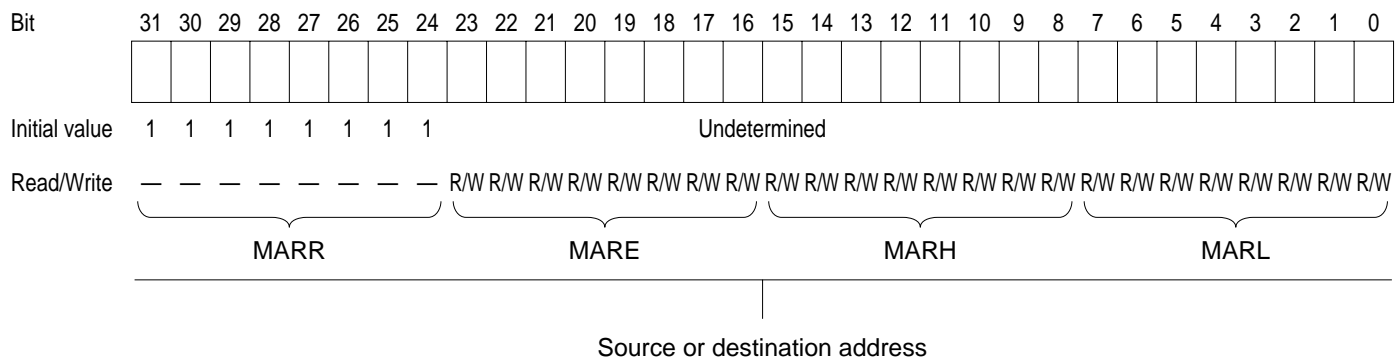 Bit 31 30 29 28 27 26 25 24 23 22 21 20 19 18 17 16 15 14 13 12 11 10 9 8 7 6 5 4 3 2 1 0
Initial value 1 1 1 1 1 1 1 1 Undetermined
Read/Write — — — — — — — — R/W R/W R/W R/W R/W R/W R/W R/W R/W R/W R/W R/W R/W R/W R/W R/W R/W R/W R/W R/W R/W R/W R/W R/W
MARR MARE MARH MARL
Source or destination address